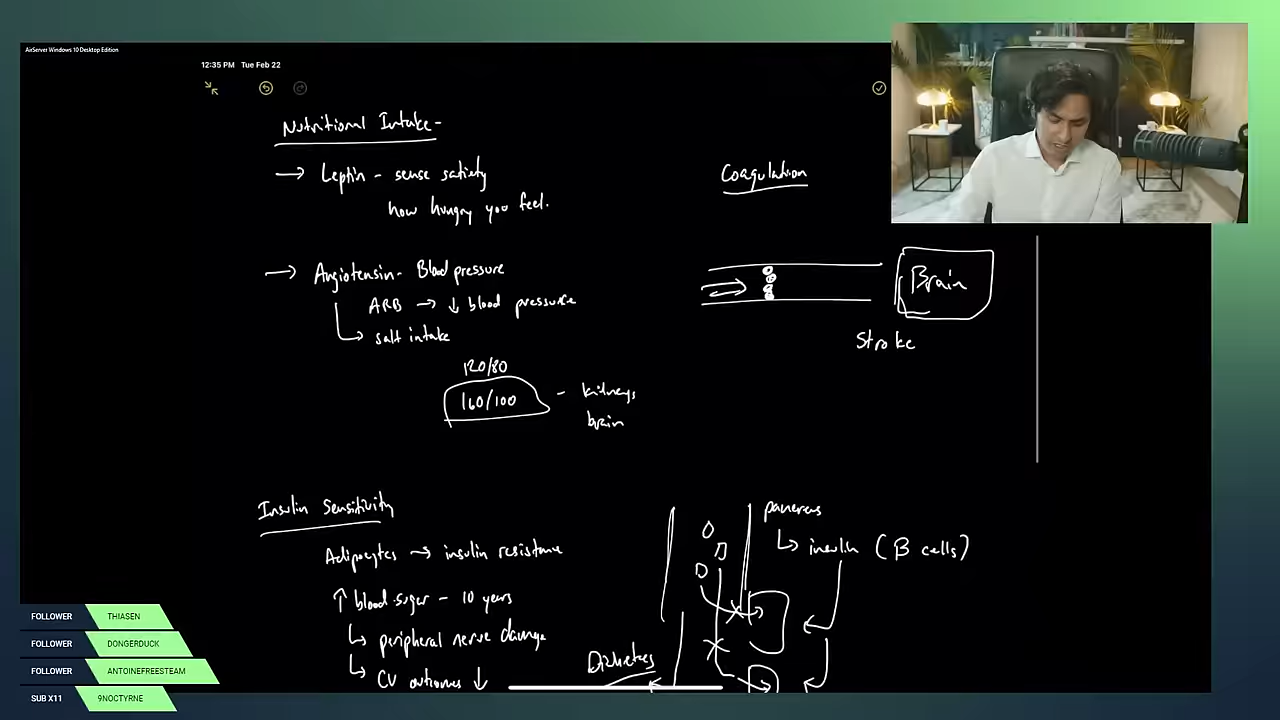 AirServer Windows 10 Desktop Edition
12:35 PM Tue Feb 22
Nutritional Intake-
→ Leptin - sense satiety
how hungry you feel.
→ Angiotensin- Blood pressure
ARB → ↓ blood pressure
↳ salt intake
120/80
160/100 - kidneys
brain
Coagulation
Brain
Stroke
Insulin Sensitivity
Adipocytes → insulin resistance
↑ blood sugar - 10 years
↳ peripheral nerve damage
↳ CV outcomes ↓
pancreas
↳ insulin (B cells)
Diabetes
FOLLOWER THIASEN
FOLLOWER DONGERDUCK
FOLLOWER ANTOINEFREESTEAM
SUB X11 9NOCTYRNE